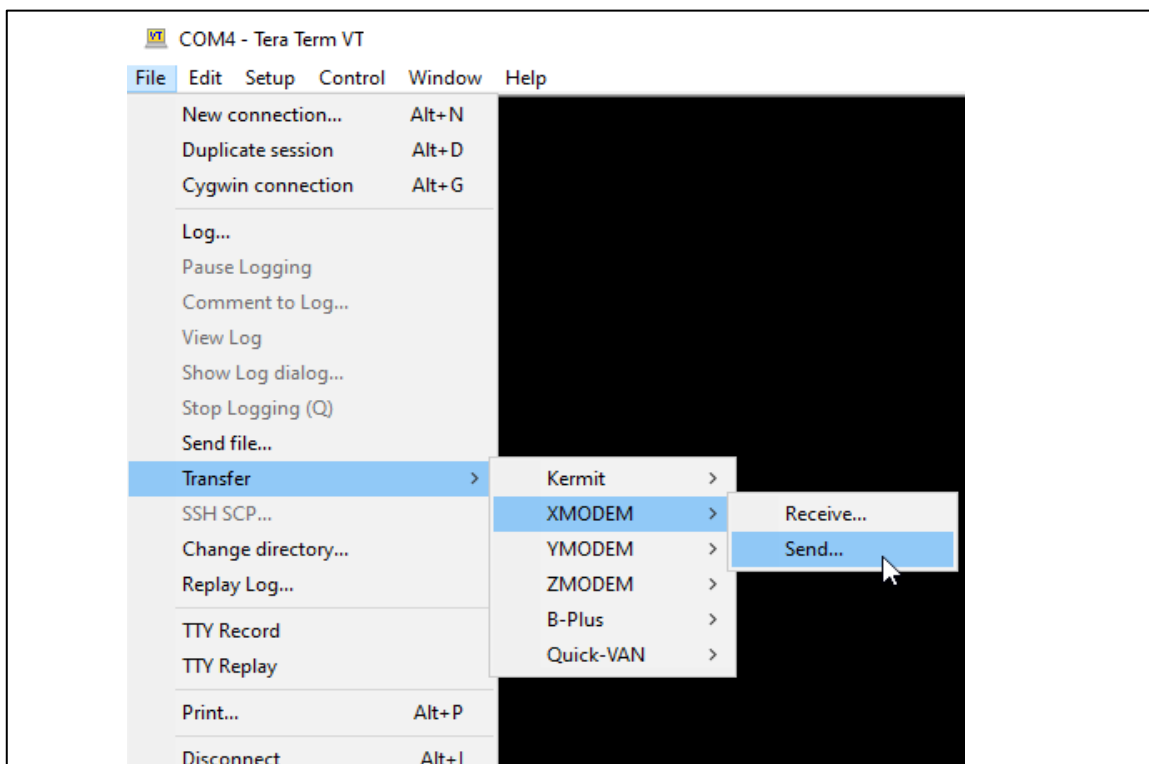 COM4 - Tera Term VT
File Edit Setup Control Window Help
New connection... Alt+N
Duplicate session Alt+D
Cygwin connection Alt+G
Log...
Pause Logging
Comment to Log...
View Log
Show Log dialog...
Stop Logging (Q)
Send file...
Transfer >
SSH SCP...
Change directory...
Replay Log...
TTY Record
TTY Replay
Print... Alt+P
Disconnect
Kermit >
XMODEM >
YMODEM >
ZMODEM >
B-Plus >
Quick-VAN >
Receive...
Send...